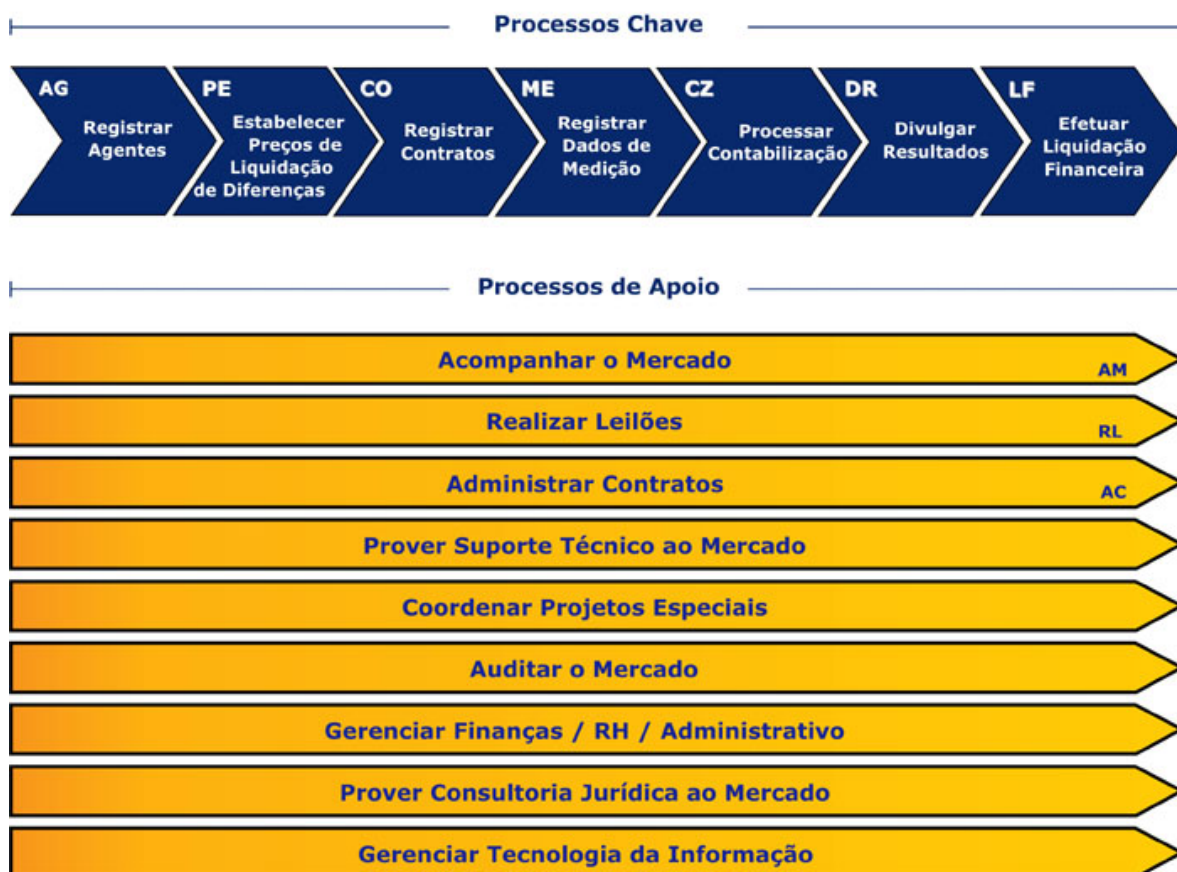 Processos Chave
AG
Registrar
Agentes
PE
Estabelecer
Preços de
Liquidação
de Diferenças
CO
Registrar
Contratos
ME
Registrar
Dados de
Medição
CZ
Processar
Contabilização
DR
Divulgar
Resultados
LF
Efetuar
Liquidação
Financeira
Processos de Apoio
Acompanhar o Mercado AM
Realizar Leilões RL
Administrar Contratos AC
Prover Suporte Técnico ao Mercado
Coordenar Projetos Especiais
Auditar o Mercado
Gerenciar Finanças / RH / Administrativo
Prover Consultoria Jurídica ao Mercado
Gerenciar Tecnologia da Informação